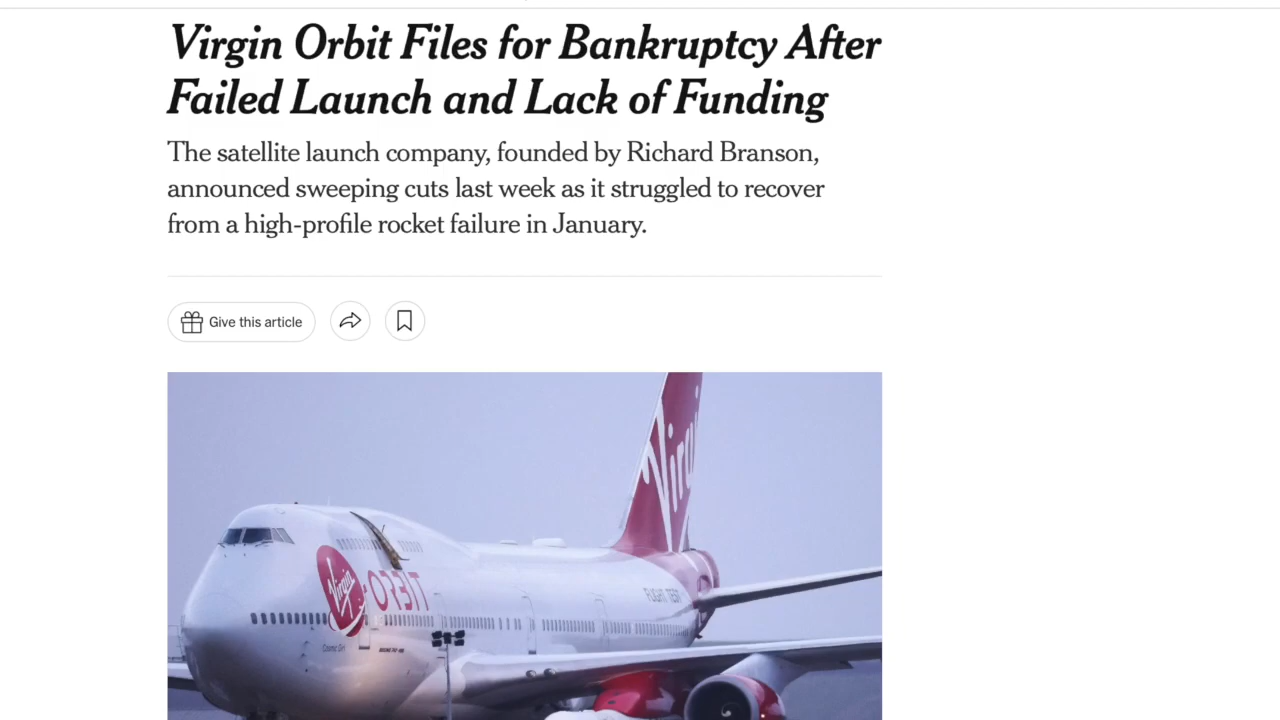 Virgin Orbit Files for Bankruptcy After
Failed Launch and Lack of Funding
The satellite launch company, founded by Richard Branson,
announced sweeping cuts last week as it struggled to recover
from a high-profile rocket failure in January.
Give this article
Virgin
Virgin
ORBIT
Cosmic Girl